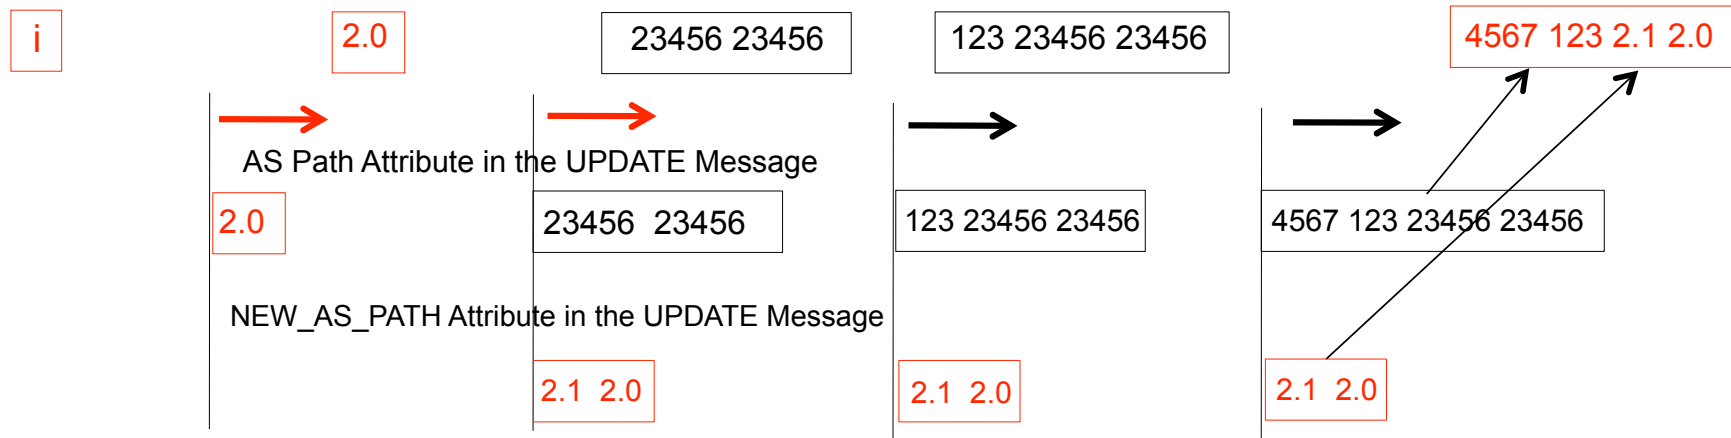 i
2.0
23456 23456
123 23456 23456
4567 123 2.1 2.0
AS Path Attribute in the UPDATE Message
2.0
23456 23456
123 23456 23456
4567 123 23456 23456
NEW_AS_PATH Attribute in the UPDATE Message
2.1 2.0
2.1 2.0
2.1 2.0